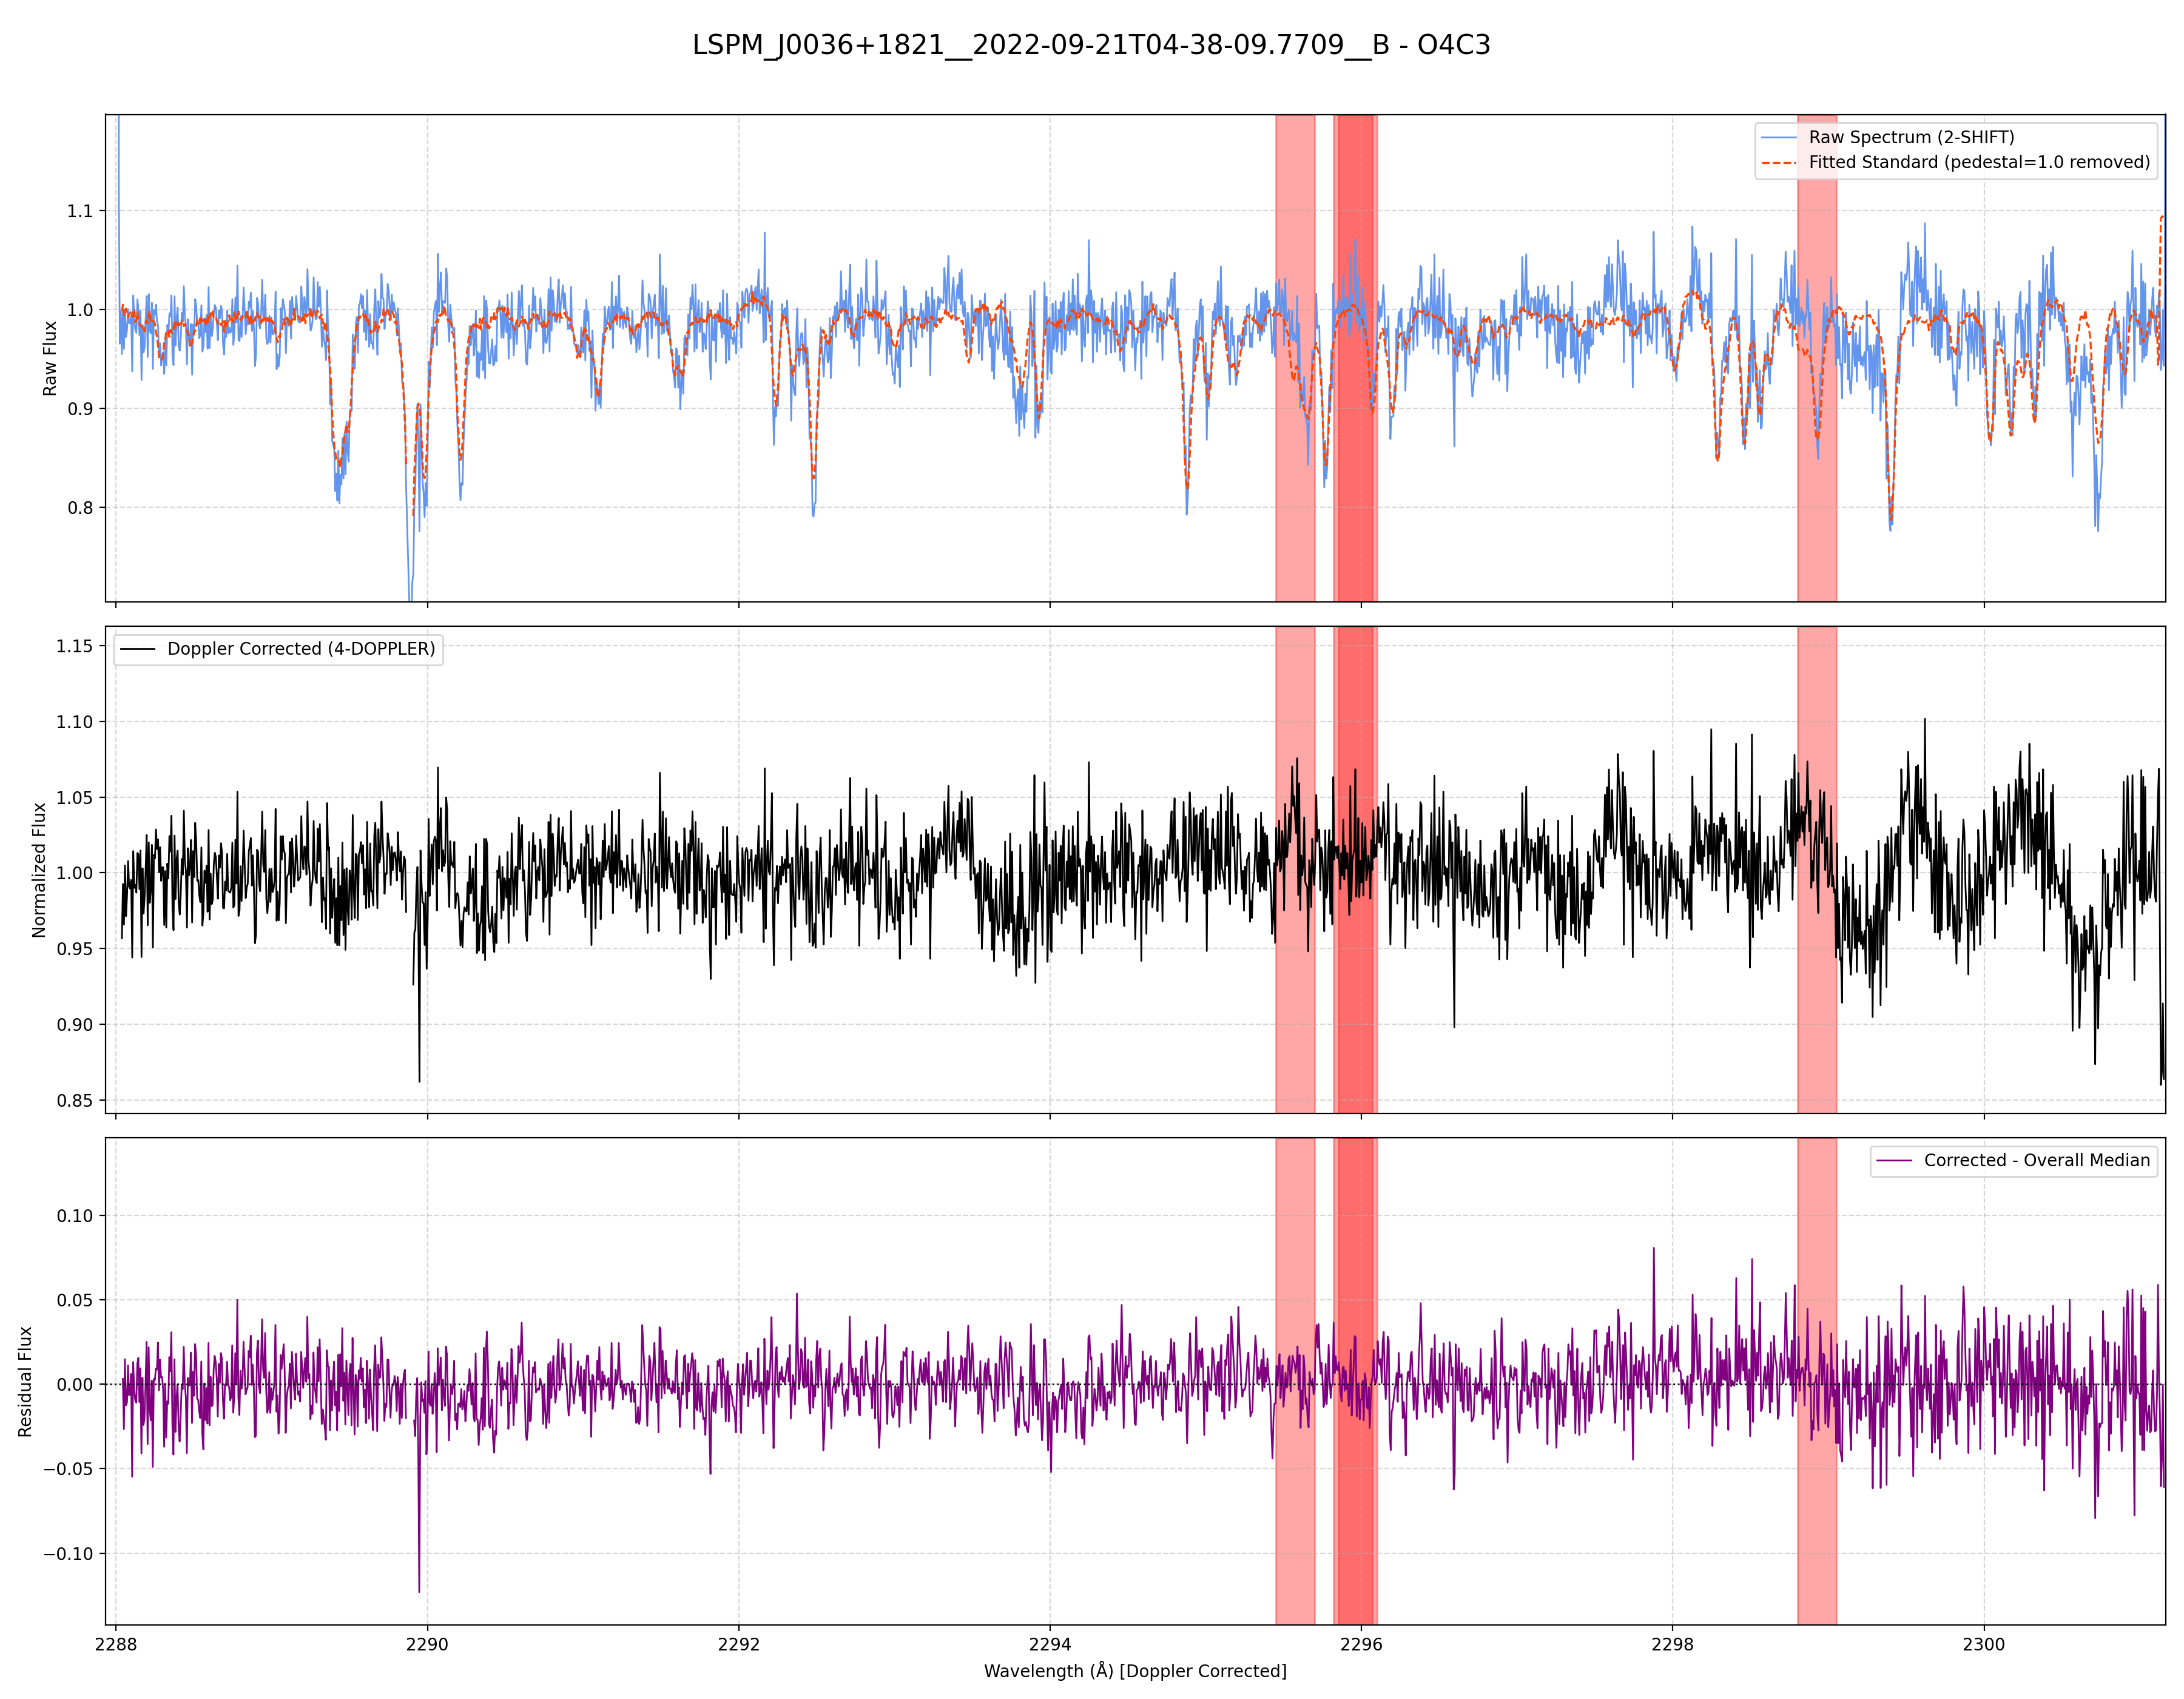 LSPM_J0036+1821__2022-09-21T04-38-09.7709__B - O4C3
Raw Spectrum (2-SHIFT)
Fitted Standard (pedestal=1.0 removed)
Raw Flux
1.1
1.0
0.9
0.8
Doppler Corrected (4-DOPPLER)
Normalized Flux
1.15
1.10
1.05
1.00
0.95
0.90
0.85
Corrected - Overall Median
Residual Flux
0.10
0.05
0.00
−0.05
−0.10
2288 2290 2292 2294 2296 2298 2300
Wavelength (Å) [Doppler Corrected]